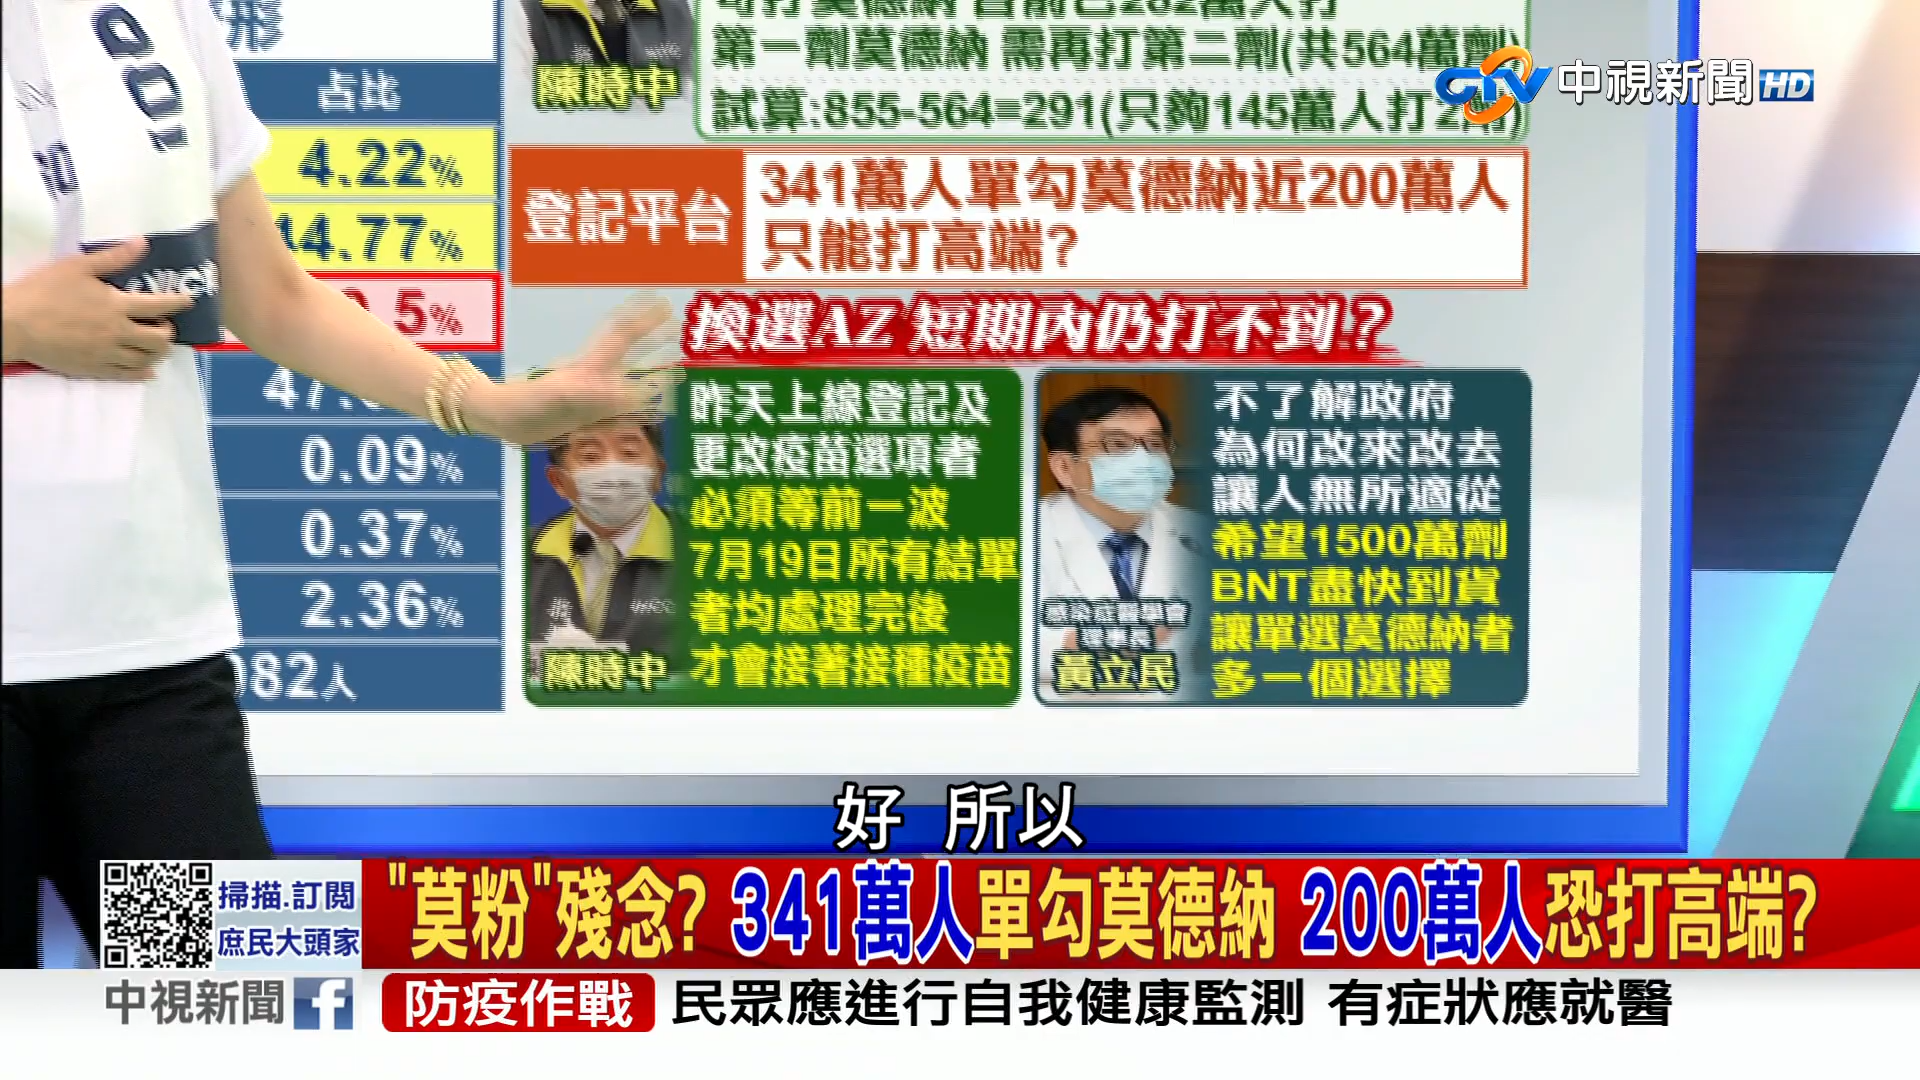 形
占比
4.22%
14.77%
5%
47.
0.09%
0.37%
2.36%
082人
陳時中
第一劑莫德納 需再打第二劑(共564萬劑)
試算:855-564=291(只夠145萬人打2劑)
CTV中視新聞HD
登記平台
341萬人單勾莫德納近200萬人
只能打高端?
換選AZ 短期內仍打不到?
昨天上線登記及
更改疫苗選項者
必須等前一波
7月19日所有結單
者均處理完後
才會接著接種疫苗
陳時中
不了解政府
為何改來改去
讓人無所適從
希望1500萬劑
BNT盡快到貨
讓單選莫德納者
多一個選擇
感染症醫學會
理事長
黃立民
好 所以
掃描.訂閱
庶民大頭家
"莫粉"殘念? 341萬人單勾莫德納 200萬人恐打高端?
中視新聞 f
防疫作戰 民眾應進行自我健康監測 有症狀應就醫